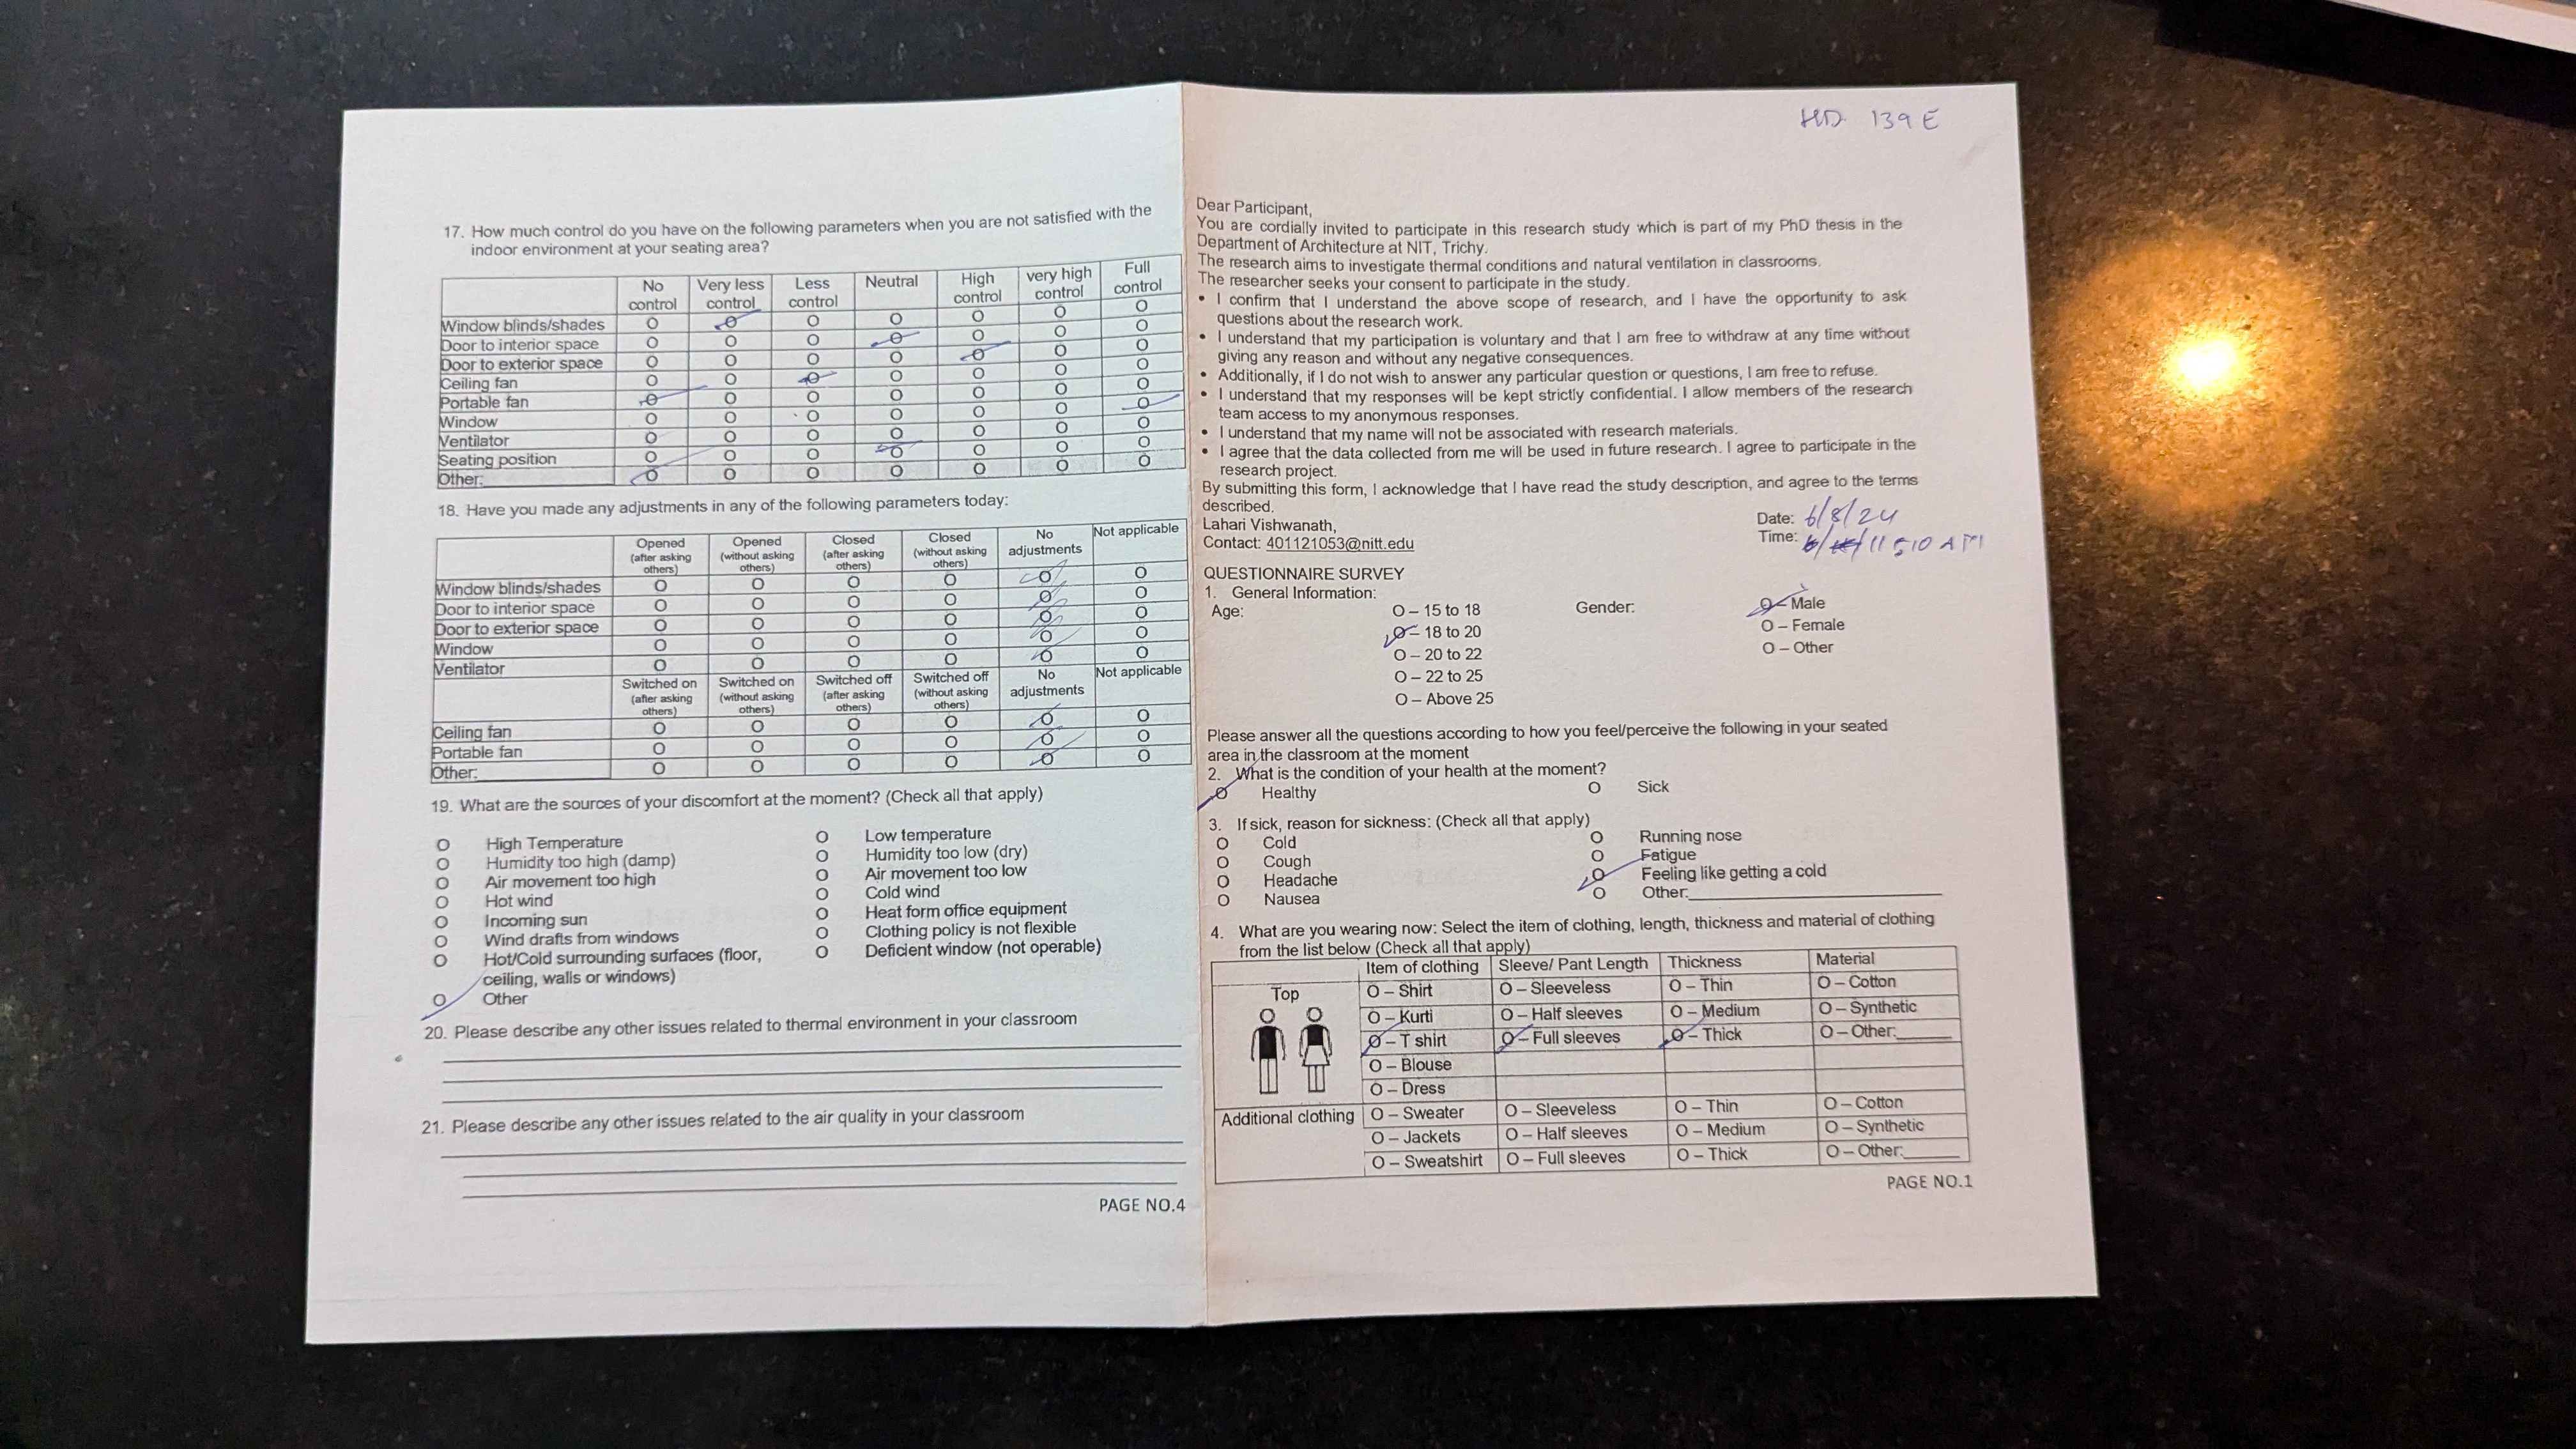 17. How much control do you have on the following parameters when you are not satisfied with the
indoor environment at your seating area?
No control Very less control Less control Neutral High control very high control Full control
Window blinds/shades O O O O O O O
Door to interior space O O O O O O O
Door to exterior space O O O O O O O
Ceiling fan O O O O O O O
Portable fan O O O O O O O
Window O O O O O O O
Ventilator O O O O O O O
Seating position O O O O O O O
Other: O O O O O O O
18. Have you made any adjustments in any of the following parameters today:
Opened (after asking others) Opened (without asking others) Closed (after asking others) Closed (without asking others) No adjustments Not applicable
Window blinds/shades O O O O O O
Door to interior space O O O O O O
Door to exterior space O O O O O O
Window O O O O O O
Ventilator O O O O O O
Switched on (after asking others) Switched on (without asking others) Switched off (after asking others) Switched off (without asking others) No adjustments Not applicable
Ceiling fan O O O O O O
Portable fan O O O O O O
Other: O O O O O O
19. What are the sources of your discomfort at the moment? (Check all that apply)
O High Temperature O Low temperature
O Humidity too high (damp) O Humidity too low (dry)
O Air movement too high O Air movement too low
O Hot wind O Cold wind
O Incoming sun O Heat form office equipment
O Wind drafts from windows O Clothing policy is not flexible
O Hot/Cold surrounding surfaces (floor, O Deficient window (not operable)
ceiling, walls or windows)
O Other
20. Please describe any other issues related to thermal environment in your classroom
21. Please describe any other issues related to the air quality in your classroom
PAGE NO.4
HD 139 E
Dear Participant,
You are cordially invited to participate in this research study which is part of my PhD thesis in the
Department of Architecture at NIT, Trichy.
The research aims to investigate thermal conditions and natural ventilation in classrooms.
The researcher seeks your consent to participate in the study.
• I confirm that I understand the above scope of research, and I have the opportunity to ask
questions about the research work.
• I understand that my participation is voluntary and that I am free to withdraw at any time without
giving any reason and without any negative consequences.
• Additionally, if I do not wish to answer any particular question or questions, I am free to refuse.
• I understand that my responses will be kept strictly confidential. I allow members of the research
team access to my anonymous responses.
• I understand that my name will not be associated with research materials.
• I agree that the data collected from me will be used in future research. I agree to participate in the
research project.
By submitting this form, I acknowledge that I have read the study description, and agree to the terms
described.
Lahari Vishwanath, Date: 6/8/24
Contact: 401121053@nitt.edu Time: 11:10 AM
QUESTIONNAIRE SURVEY
1. General Information:
Age: O – 15 to 18 Gender: O – Male
O – 18 to 20 O – Female
O – 20 to 22 O – Other
O – 22 to 25
O – Above 25
Please answer all the questions according to how you feel/perceive the following in your seated
area in the classroom at the moment
2. What is the condition of your health at the moment?
O Healthy O Sick
3. If sick, reason for sickness: (Check all that apply)
O Cold O Running nose
O Cough O Fatigue
O Headache O Feeling like getting a cold
O Nausea O Other:
4. What are you wearing now: Select the item of clothing, length, thickness and material of clothing
from the list below (Check all that apply)
Item of clothing Sleeve/ Pant Length Thickness Material
Top O – Shirt O – Sleeveless O – Thin O – Cotton
O – Kurti O – Half sleeves O – Medium O – Synthetic
O – T shirt O – Full sleeves O – Thick O – Other:
O – Blouse
O – Dress
Additional clothing O – Sweater O – Sleeveless O – Thin O – Cotton
O – Jackets O – Half sleeves O – Medium O – Synthetic
O – Sweatshirt O – Full sleeves O – Thick O – Other:
PAGE NO.1